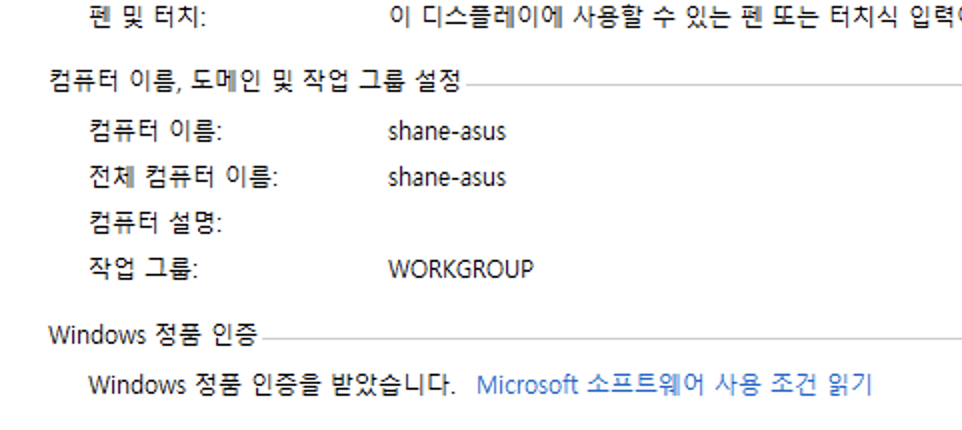 펜 및 터치: 이 디스플레이에 사용할 수 있는 펜 또는 터치식 입력이
컴퓨터 이름, 도메인 및 작업 그룹 설정
컴퓨터 이름: shane-asus
전체 컴퓨터 이름: shane-asus
컴퓨터 설명:
작업 그룹: WORKGROUP
Windows 정품 인증
Windows 정품 인증을 받았습니다. Microsoft 소프트웨어 사용 조건 읽기